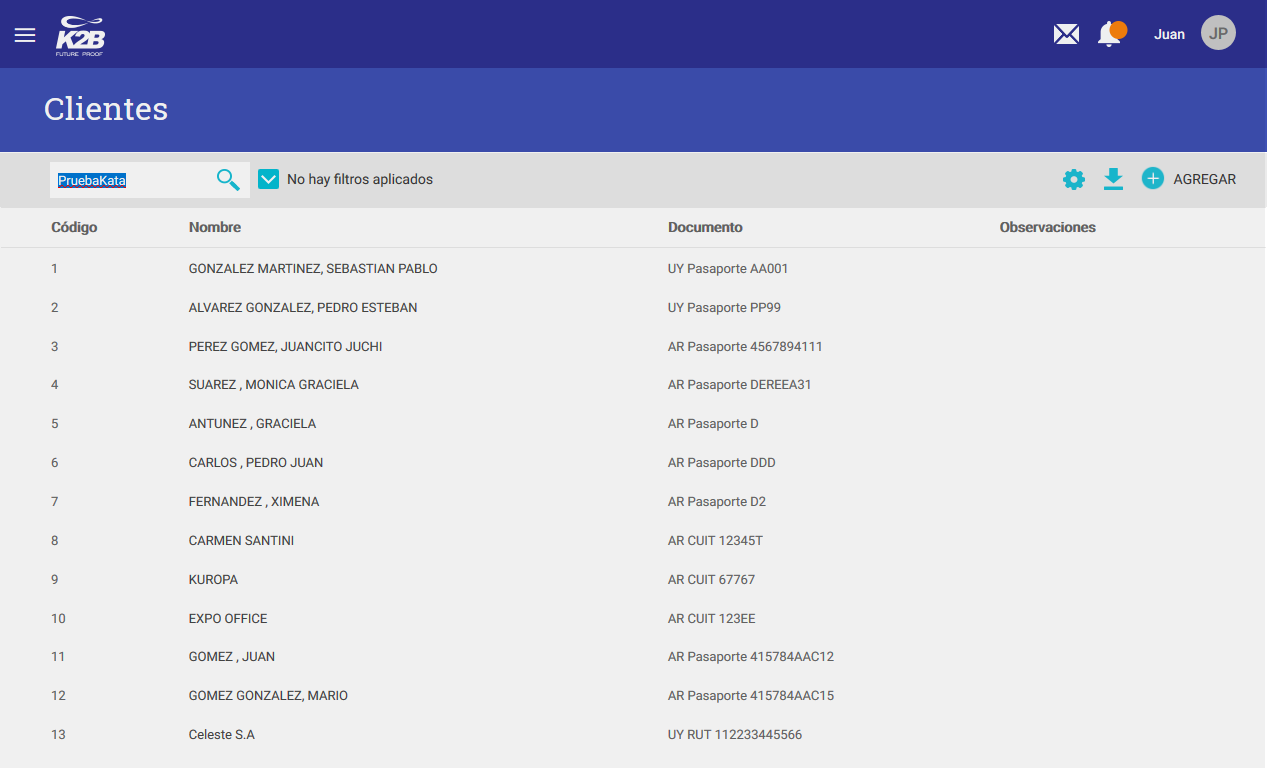 K2B
FUTURE PROOF
Juan
JP
Clientes
PruebaKata
No hay filtros aplicados
AGREGAR
Código Nombre Documento Observaciones
1 GONZALEZ MARTINEZ, SEBASTIAN PABLO UY Pasaporte AA001
2 ALVAREZ GONZALEZ, PEDRO ESTEBAN UY Pasaporte PP99
3 PEREZ GOMEZ, JUANCITO JUCHI AR Pasaporte 4567894111
4 SUAREZ , MONICA GRACIELA AR Pasaporte DEREEA31
5 ANTUNEZ , GRACIELA AR Pasaporte D
6 CARLOS , PEDRO JUAN AR Pasaporte DDD
7 FERNANDEZ , XIMENA AR Pasaporte D2
8 CARMEN SANTINI AR CUIT 12345T
9 KUROPA AR CUIT 67767
10 EXPO OFFICE AR CUIT 123EE
11 GOMEZ , JUAN AR Pasaporte 415784AAC12
12 GOMEZ GONZALEZ, MARIO AR Pasaporte 415784AAC15
13 Celeste S.A UY RUT 112233445566